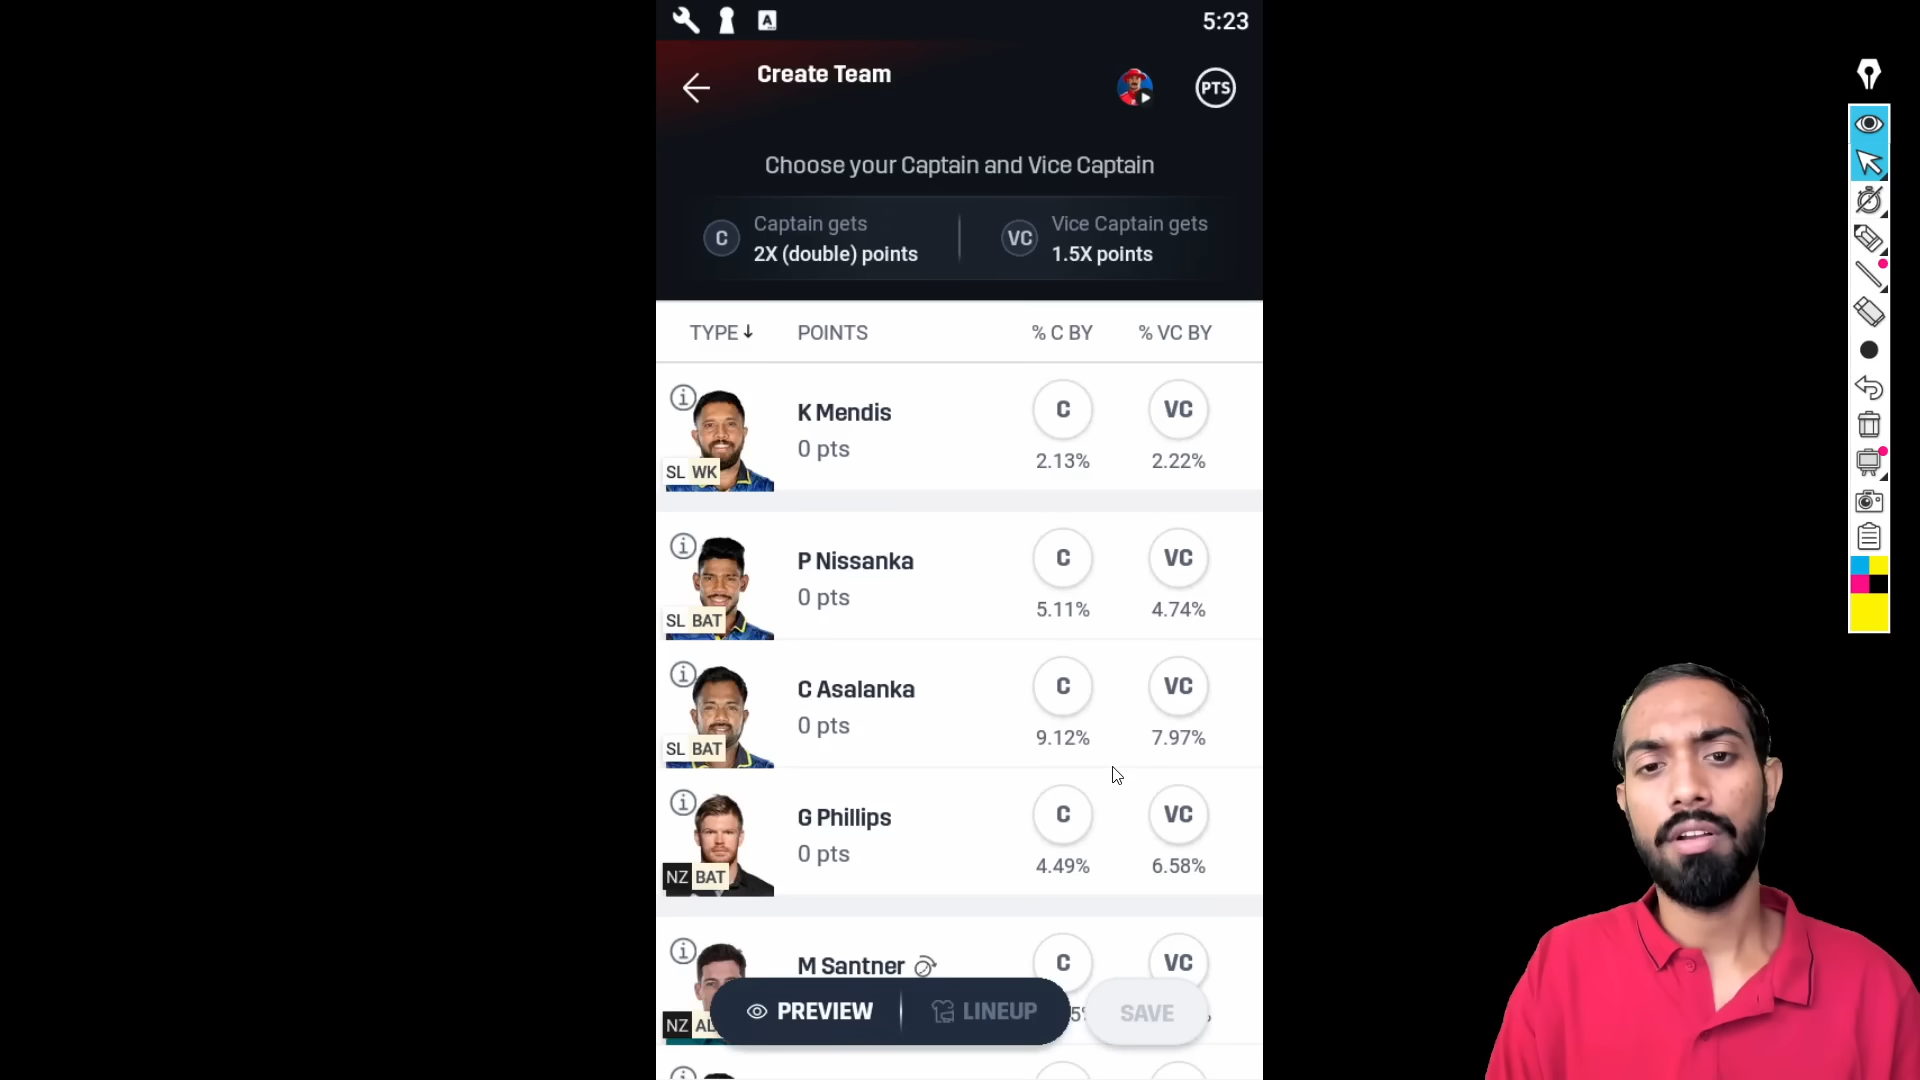 A
5:23
Create Team
PTS
Choose your Captain and Vice Captain
C
Captain gets
2X (double) points
VC
Vice Captain gets
1.5X points
TYPE POINTS % C BY % VC BY
K Mendis
0 pts
SL WK
C
2.13%
VC
2.22%
P Nissanka
0 pts
SL BAT
C
5.11%
VC
4.74%
C Asalanka
0 pts
SL BAT
C
9.12%
VC
7.97%
G Phillips
0 pts
NZ BAT
C
4.49%
VC
6.58%
M Santner
NZ
C
VC
PREVIEW
LINEUP
SAVE